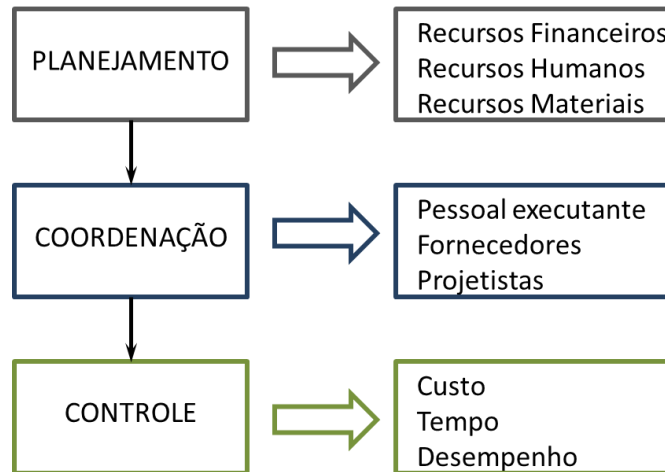 PLANEJAMENTO
Recursos Financeiros
Recursos Humanos
Recursos Materiais
COORDENAÇÃO
Pessoal executante
Fornecedores
Projetistas
CONTROLE
Custo
Tempo
Desempenho